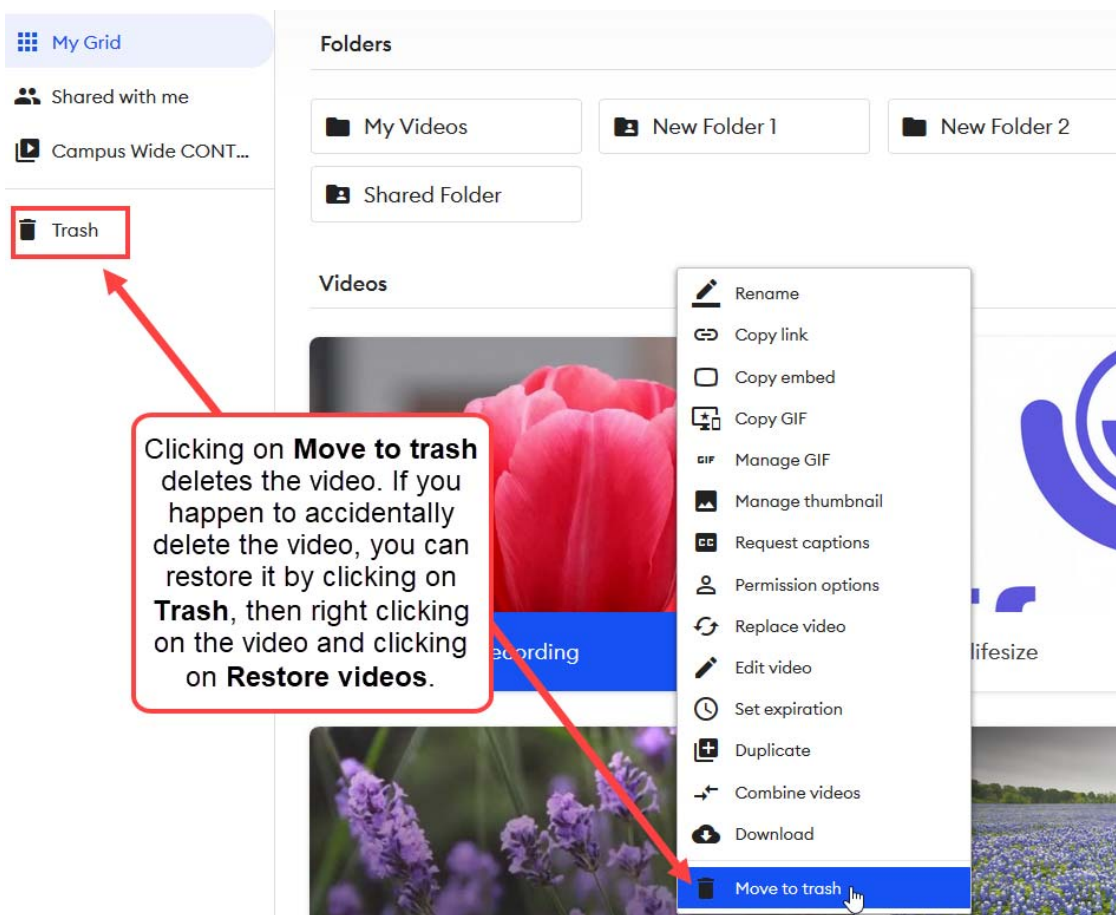 My Grid
Shared with me
Campus Wide CONT...
Trash
Folders
My Videos
New Folder 1
New Folder 2
Shared Folder
Videos
Rename
Copy link
Copy embed
Copy GIF
GIF Manage GIF
Manage thumbnail
CC Request captions
Permission options
Replace video
Edit video
Set expiration
Duplicate
Combine videos
Download
Move to trash
Clicking on Move to trash
deletes the video. If you
happen to accidentally
delete the video, you can
restore it by clicking on
Trash, then right clicking
on the video and clicking
on Restore videos.
ecording
lifesize